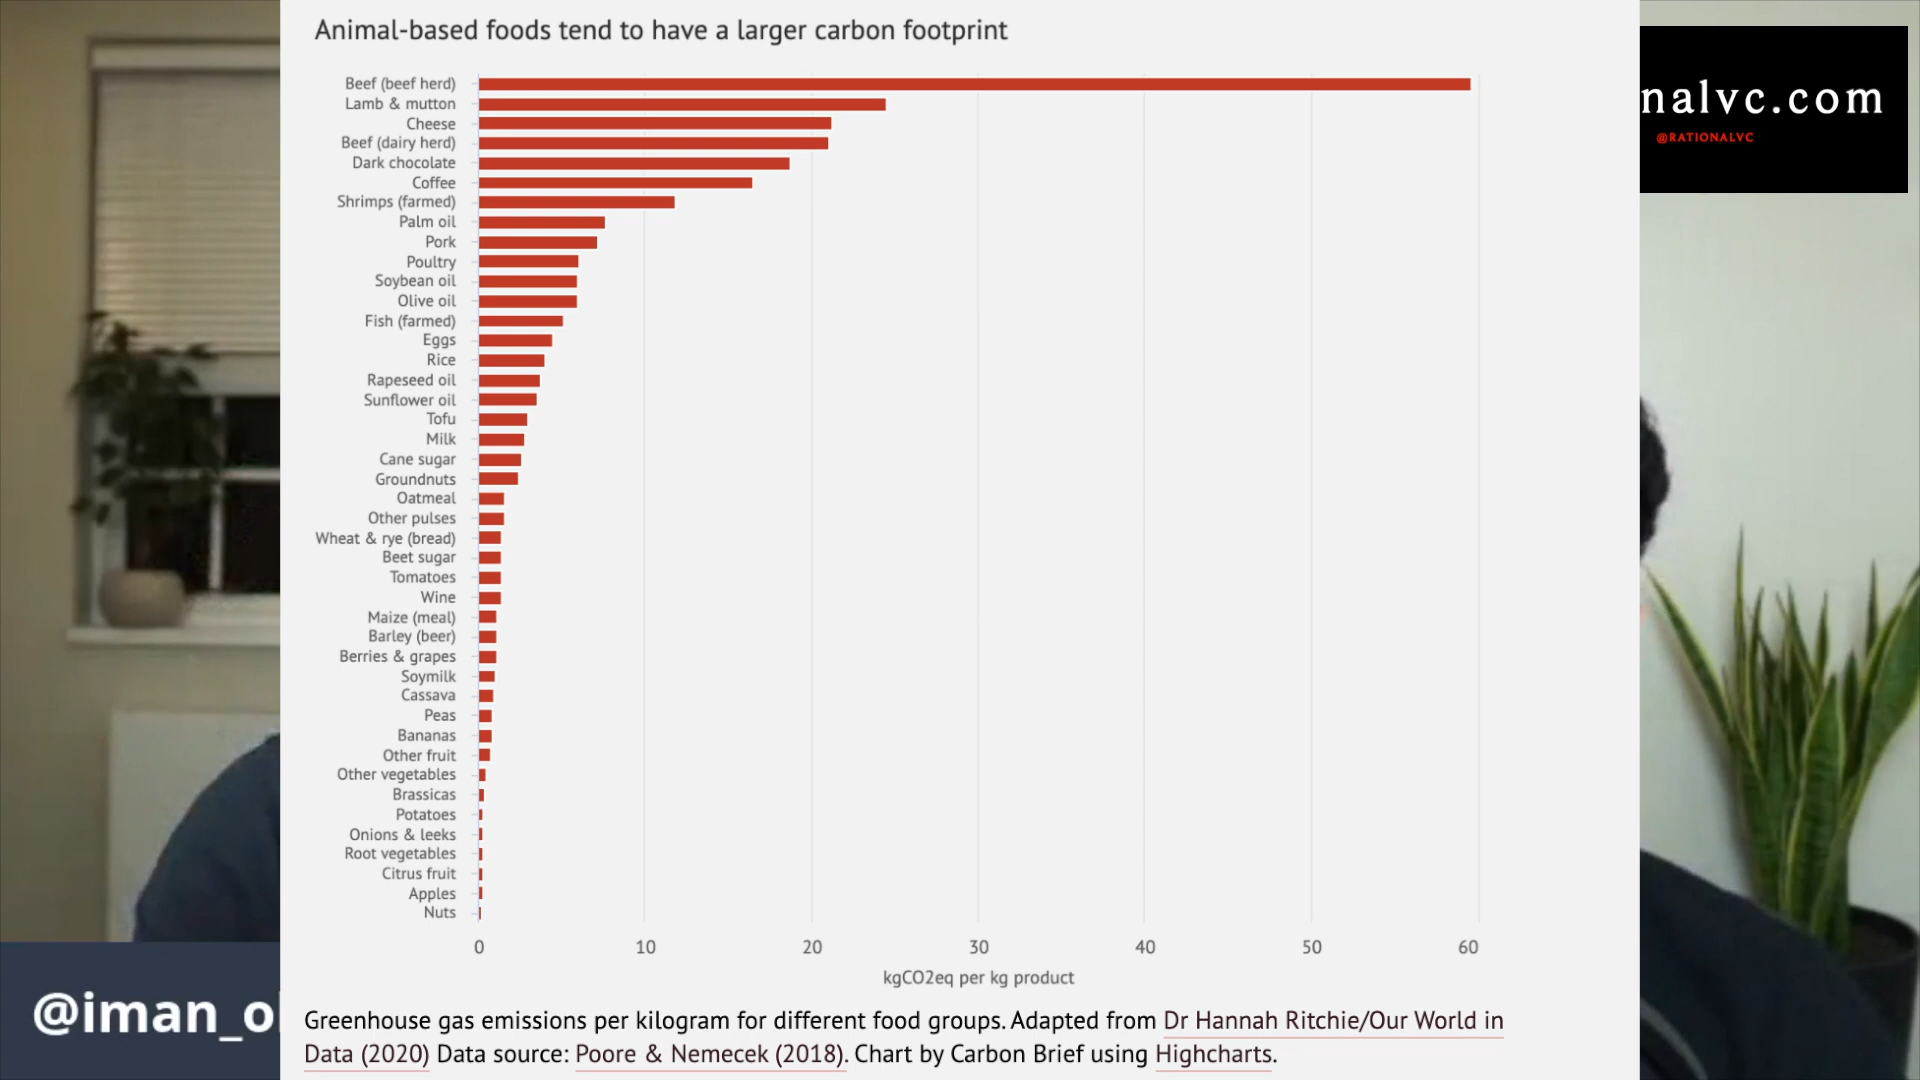 Animal-based foods tend to have a larger carbon footprint
Beef (beef herd)
Lamb & mutton
Cheese
Beef (dairy herd)
Dark chocolate
Coffee
Shrimps (farmed)
Palm oil
Pork
Poultry
Soybean oil
Olive oil
Fish (farmed)
Eggs
Rice
Rapeseed oil
Sunflower oil
Tofu
Milk
Cane sugar
Groundnuts
Oatmeal
Other pulses
Wheat & rye (bread)
Beet sugar
Tomatoes
Wine
Maize (meal)
Barley (beer)
Berries & grapes
Soymilk
Cassava
Peas
Bananas
Other fruit
Other vegetables
Brassicas
Potatoes
Onions & leeks
Root vegetables
Citrus fruit
Apples
Nuts
0 10 20 30 40 50 60
kgCO2eq per kg product
Greenhouse gas emissions per kilogram for different food groups. Adapted from Dr Hannah Ritchie/Our World in
Data (2020) Data source: Poore & Nemecek (2018). Chart by Carbon Brief using Highcharts.
nalvc.com
@RATIONALVC
@iman_o